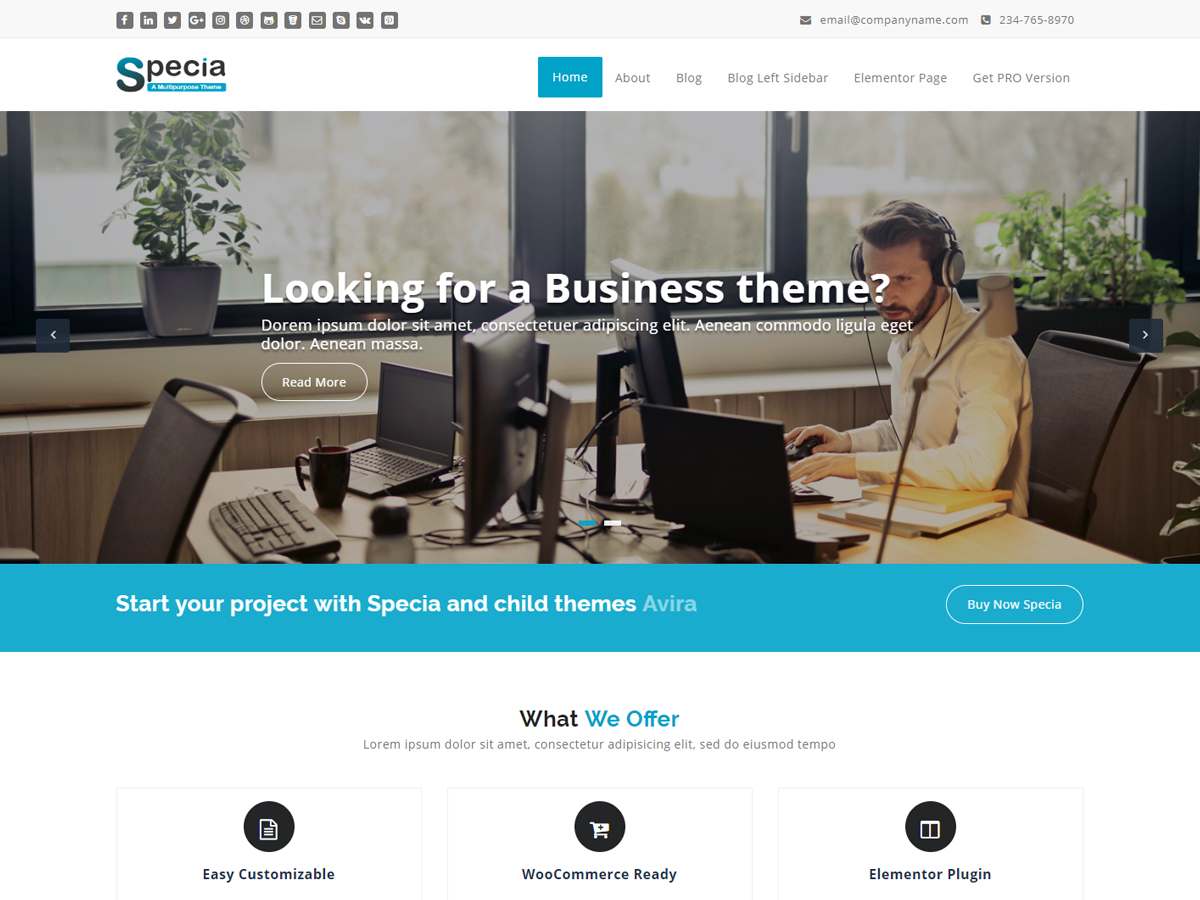 email@companyname.com 234-765-8970
Specia
A Multipurpose Theme
Home About Blog Blog Left Sidebar Elementor Page Get PRO Version
Looking for a Business theme?
Dorem ipsum dolor sit amet, consectetuer adipiscing elit. Aenean commodo ligula eget
dolor. Aenean massa.
Read More
Start your project with Specia and child themes Avira
Buy Now Specia
What We Offer
Lorem ipsum dolor sit amet, consectetur adipisicing elit, sed do eiusmod tempo
Easy Customizable
WooCommerce Ready
Elementor Plugin